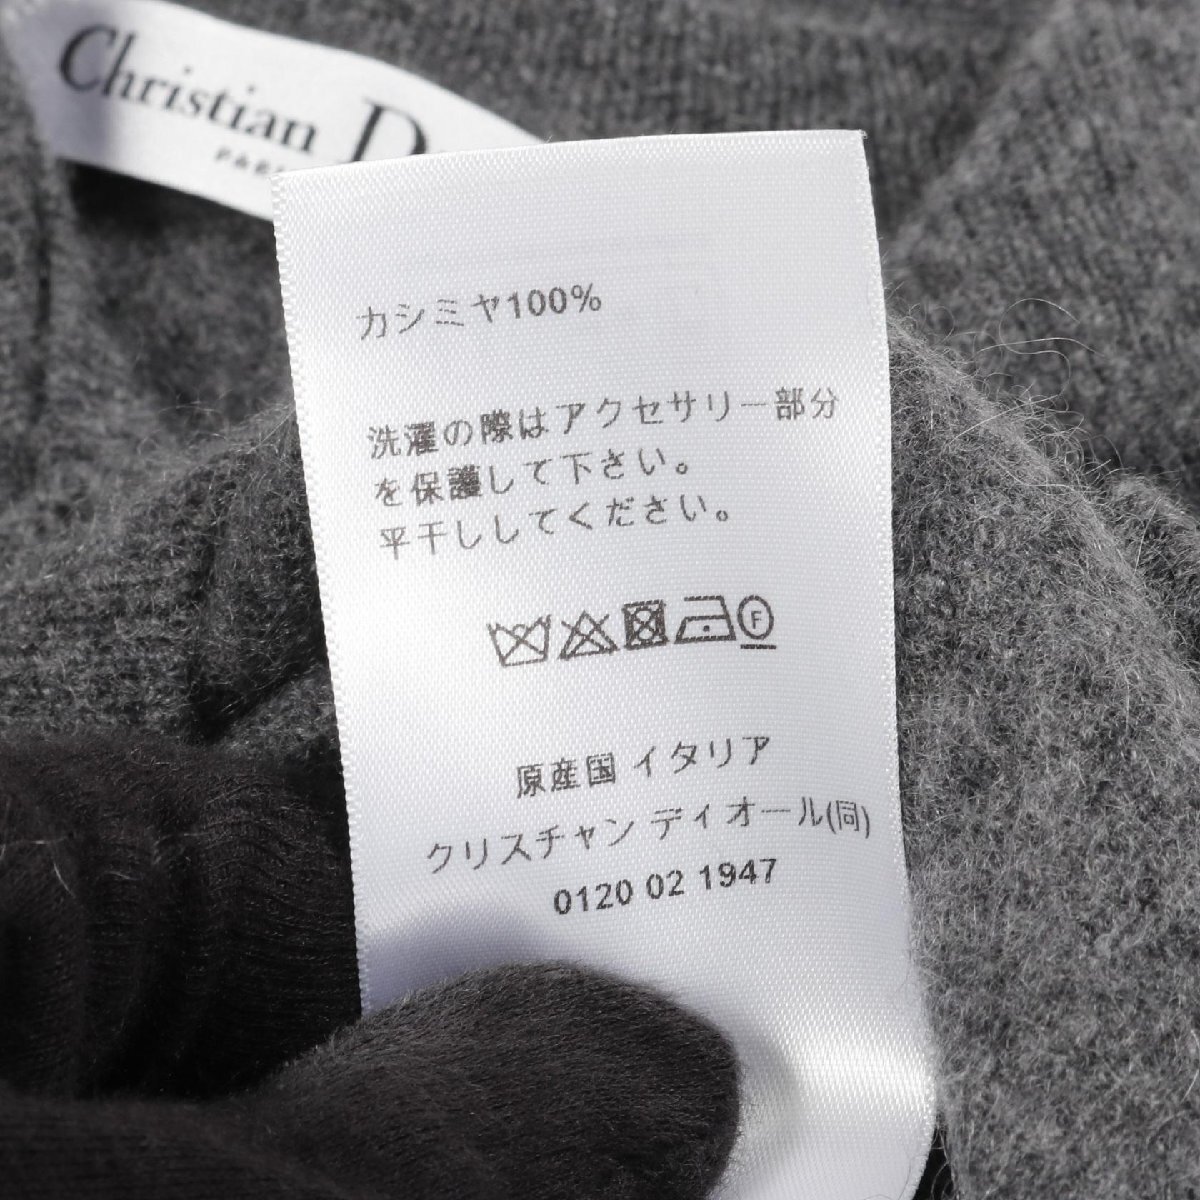 Christian D
PARI
カシミヤ100%
洗濯の際はアクセサリー部分
を保護して下さい。
平干ししてください。
F
原産国 イタリア
クリスチャン ディオール(同)
0120 02 1947